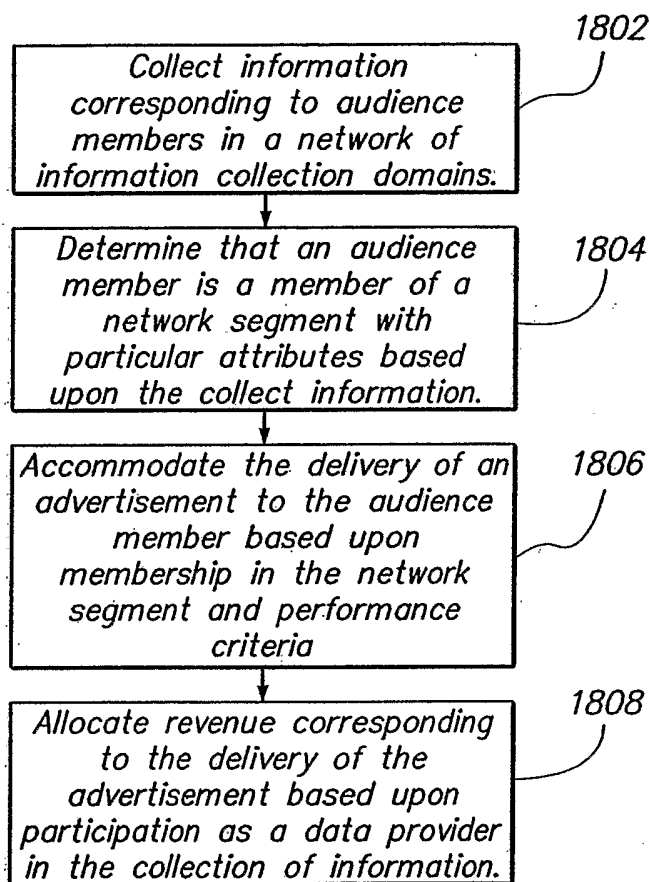 1802
Collect information
corresponding to audience
members in a network of
information collection domains.
1804
Determine that an audience
member is a member of a
network segment with
particular attributes based
upon the collect information.
1806
Accommodate the delivery of an
advertisement to the audience
member based upon
membership in the network
segment and performance
criteria
1808
Allocate revenue corresponding
to the delivery of the
advertisement based upon
participation as a data provider
in the collection of information.